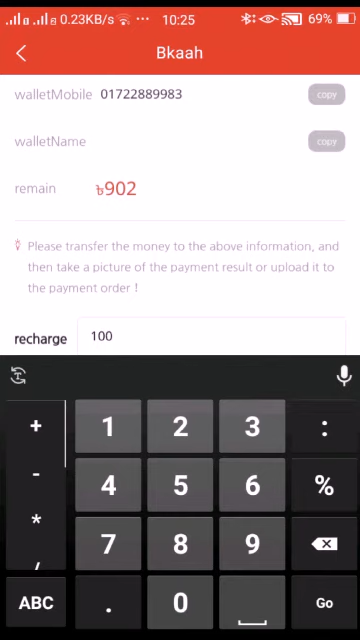 0.23KB/s ··· 10:25 69%
Bkaah
walletMobile 01722889983 copy
walletName copy
remain ৳902
Please transfer the money to the above information, and
then take a picture of the payment result or upload it to
the payment order !
recharge 100
+ 1 2 3 :
- 4 5 6 %
* 7 8 9
/
ABC . 0 Go